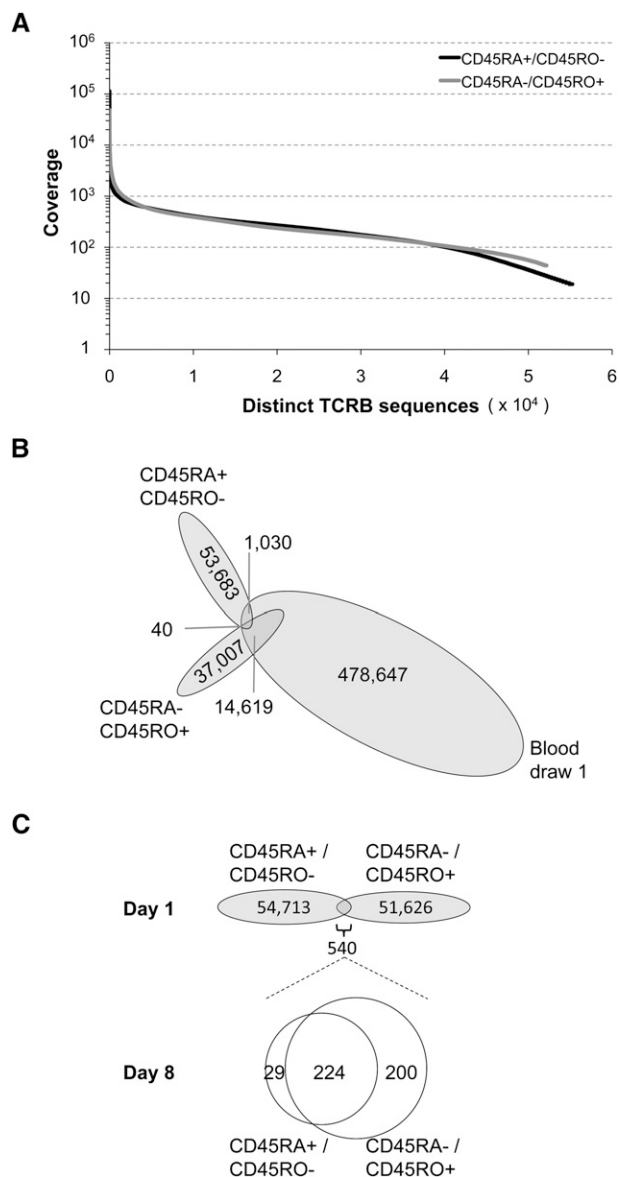 A
10⁶
10⁵
10⁴
10³
10²
10
1
Coverage
CD45RA+/CD45RO-
CD45RA-/CD45RO+
0
1
2
3
4
5
6
Distinct TCRB sequences ( x 10⁴ )
B
CD45RA+
CD45RO-
1,030
53,683
40
37,007
478,647
CD45RA-
CD45RO+
14,619
Blood
draw 1
C
CD45RA+ /
CD45RO-
CD45RA- /
CD45RO+
Day 1
54,713
51,626
540
Day 8
29
224
200
CD45RA+ /
CD45RO-
CD45RA- /
CD45RO+